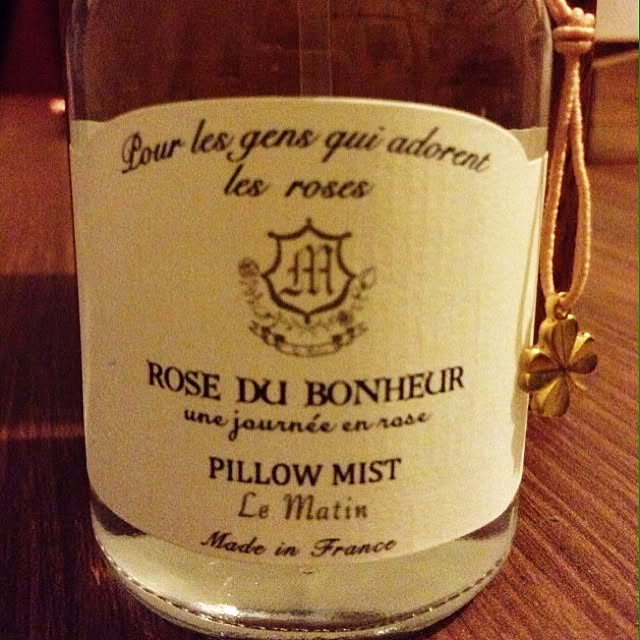 Pour les gens qui adorent
les roses
M
ROSE DU BONHEUR
une journée en rose
PILLOW MIST
Le Matin
Made in France